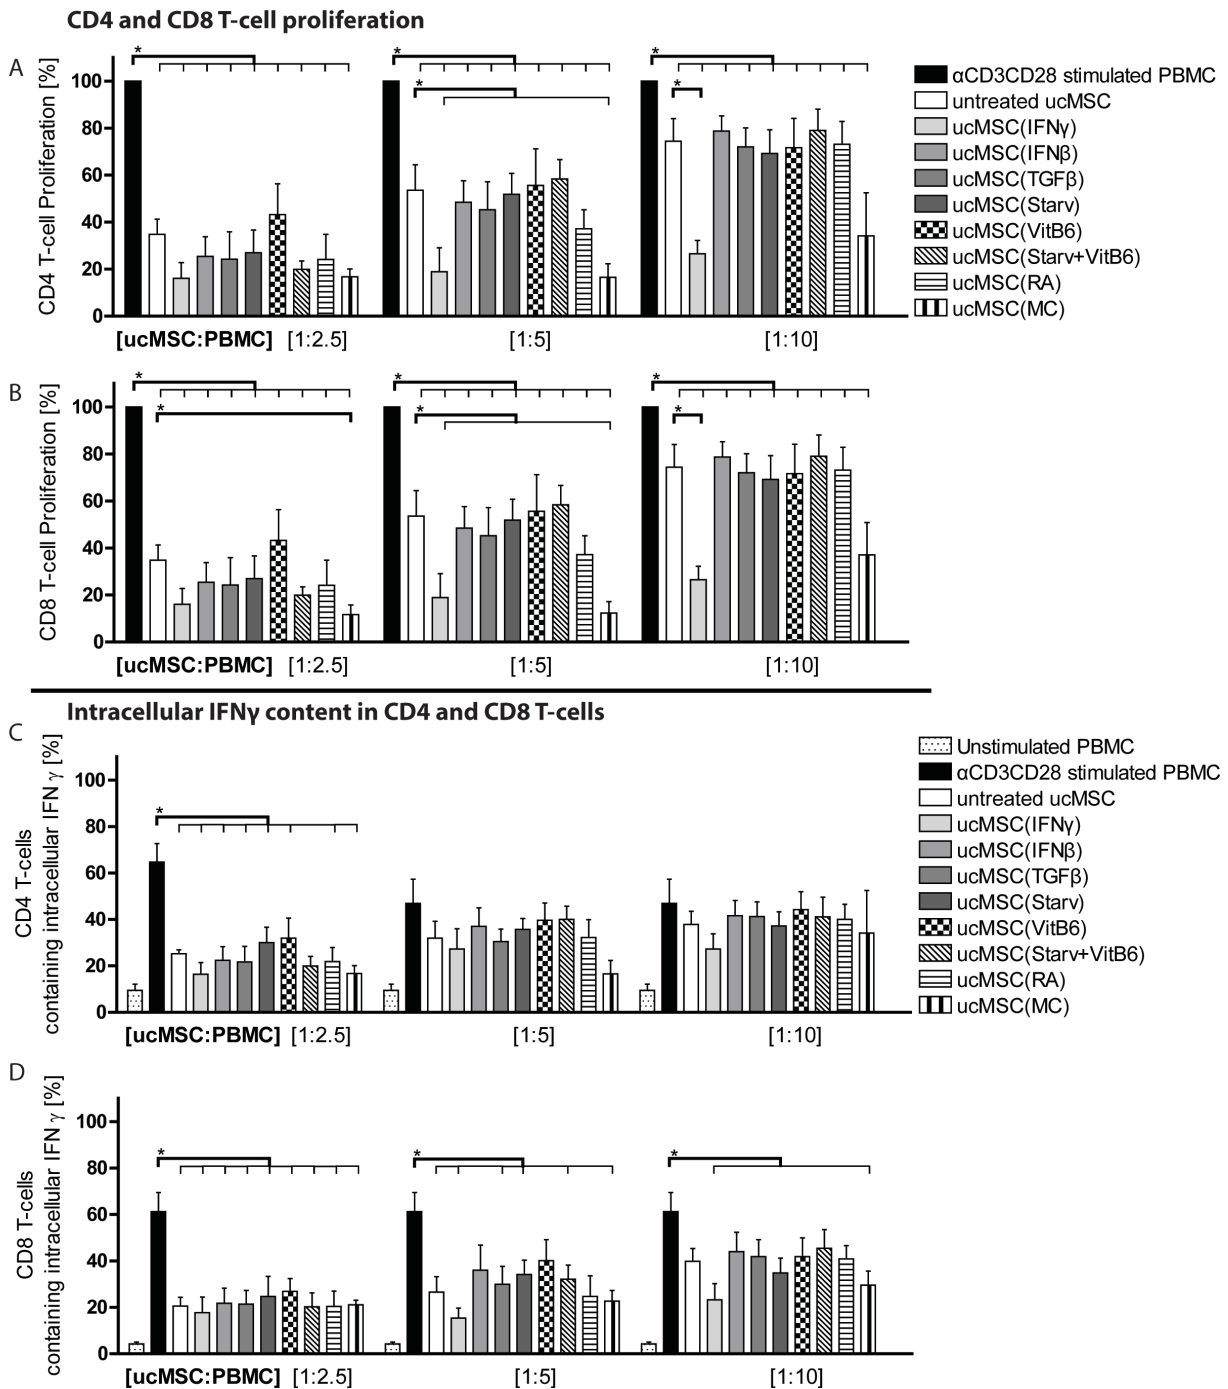 CD4 and CD8 T-cell proliferation
A
CD4 T-cell Proliferation [%]
100
80
60
40
20
0
* * * * *
[ucMSC:PBMC] [1:2.5] [1:5] [1:10]
αCD3CD28 stimulated PBMC
untreated ucMSC
ucMSC(IFNγ)
ucMSC(IFNβ)
ucMSC(TGFβ)
ucMSC(Starv)
ucMSC(VitB6)
ucMSC(Starv+VitB6)
ucMSC(RA)
ucMSC(MC)
B
CD8 T-cell Proliferation [%]
100
80
60
40
20
0
* * * * * *
[ucMSC:PBMC] [1:2.5] [1:5] [1:10]
Intracellular IFNγ content in CD4 and CD8 T-cells
C
CD4 T-cells
containing intracellular IFN γ [%]
100
80
60
40
20
0
*
[ucMSC:PBMC] [1:2.5] [1:5] [1:10]
Unstimulated PBMC
αCD3CD28 stimulated PBMC
untreated ucMSC
ucMSC(IFNγ)
ucMSC(IFNβ)
ucMSC(TGFβ)
ucMSC(Starv)
ucMSC(VitB6)
ucMSC(Starv+VitB6)
ucMSC(RA)
ucMSC(MC)
D
CD8 T-cells
containing intracellular IFN γ [%]
100
80
60
40
20
0
* * *
[ucMSC:PBMC] [1:2.5] [1:5] [1:10]